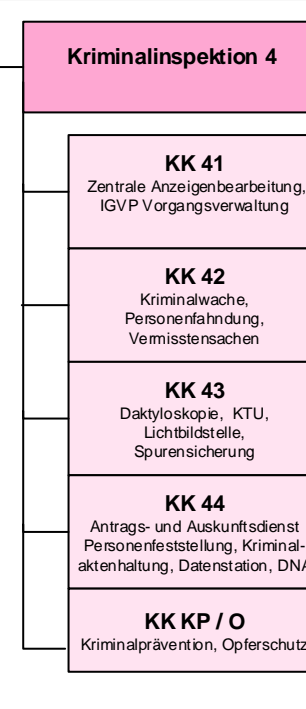 Kriminalinspektion 4
KK 41
Zentrale Anzeigenbearbeitung,
IGVP Vorgangsverwaltung
KK 42
Kriminalwache,
Personenfahndung,
Vermisstensachen
KK 43
Daktyloskopie, KTU,
Lichtbildstelle,
Spurensicherung
KK 44
Antrags- und Auskunftsdienst
Personenfeststellung, Kriminal-
aktenhaltung, Datenstation, DNA
KK KP / O
Kriminalprävention, Opferschutz